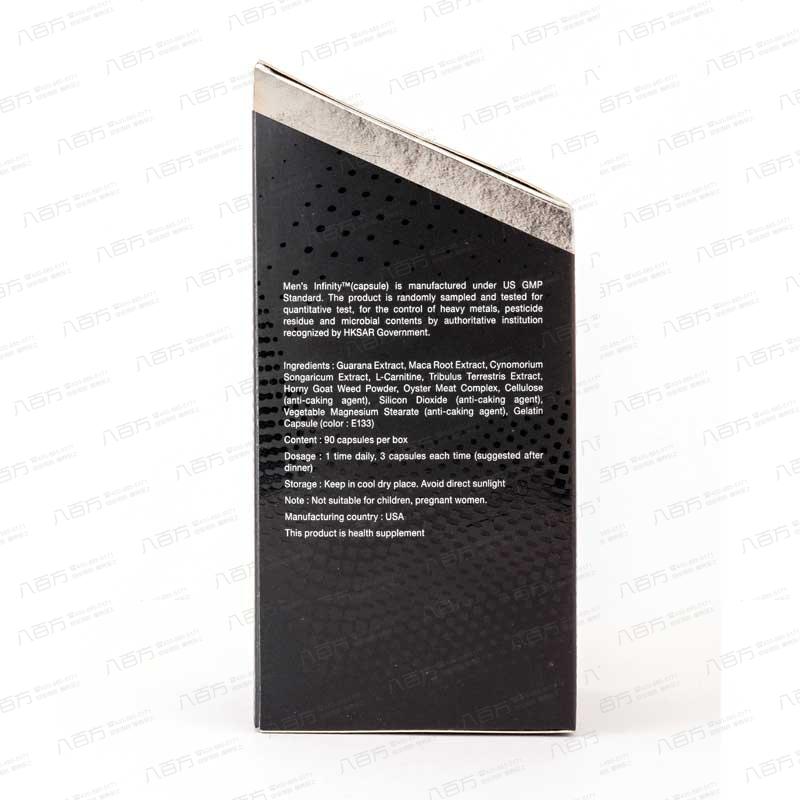 Men's Infinity™(capsule) is manufactured under US GMP
Standard. The product is randomly sampled and tested for
quantitative test, for the control of heavy metals, pesticide
residue and microbial contents by authoritative institution
recognized by HKSAR Government.
Ingredients : Guarana Extract, Maca Root Extract, Cynomorium
Songaricum Extract, L-Carnitine, Tribulus Terrestris Extract,
Horny Goat Weed Powder, Oyster Meat Complex, Cellulose
(anti-caking agent), Silicon Dioxide (anti-caking agent),
Vegetable Magnesium Stearate (anti-caking agent), Gelatin
Capsule (color : E133)
Content : 90 capsules per box
Dosage : 1 time daily, 3 capsules each time (suggested after
dinner)
Storage : Keep in cool dry place. Avoid direct sunlight
Note : Not suitable for children, pregnant women.
Manufacturing country : USA
This product is health supplement
八百方